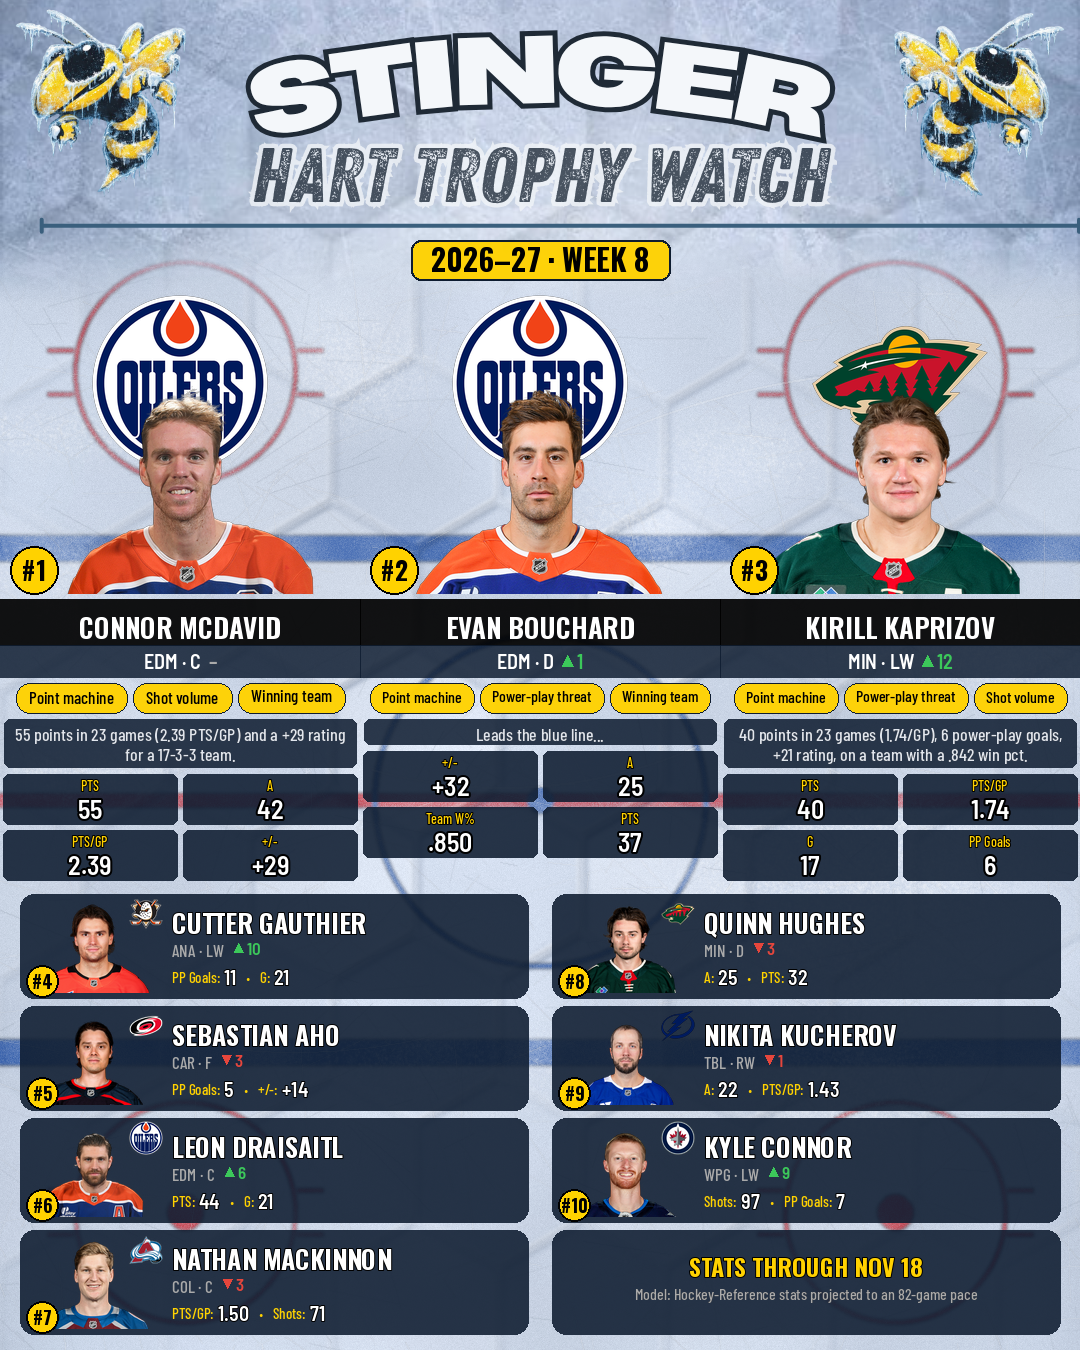 STINGER
HART TROPHY WATCH
2026–27 · WEEK 8
OILERS
OILERS
#1
#2
#3
CONNOR MCDAVID
EDM · C –
EVAN BOUCHARD
EDM · D ▲1
KIRILL KAPRIZOV
MIN · LW ▲12
Point machine
Shot volume
Winning team
Point machine
Power-play threat
Winning team
Point machine
Power-play threat
Shot volume
55 points in 23 games (2.39 PTS/GP) and a +29 rating
for a 17-3-3 team.
PTS
55
A
42
PTS/GP
2.39
+/-
+29
Leads the blue line...
+/-
+32
A
25
Team W%
.850
PTS
37
40 points in 23 games (1.74/GP), 6 power-play goals,
+21 rating, on a team with a .842 win pct.
PTS
40
PTS/GP
1.74
G
17
PP Goals
6
#4
CUTTER GAUTHIER
ANA · LW ▲10
PP Goals: 11 • G: 21
#5
SEBASTIAN AHO
CAR · F ▼3
PP Goals: 5 • +/-: +14
#6
OILERS
LEON DRAISAITL
EDM · C ▲6
PTS: 44 • G: 21
#7
NATHAN MACKINNON
COL · C ▼3
PTS/GP: 1.50 • Shots: 71
#8
QUINN HUGHES
MIN · D ▼3
A: 25 • PTS: 32
#9
NIKITA KUCHEROV
TBL · RW ▼1
A: 22 • PTS/GP: 1.43
#10
KYLE CONNOR
WPG · LW ▲9
Shots: 97 • PP Goals: 7
STATS THROUGH NOV 18
Model: Hockey-Reference stats projected to an 82-game pace